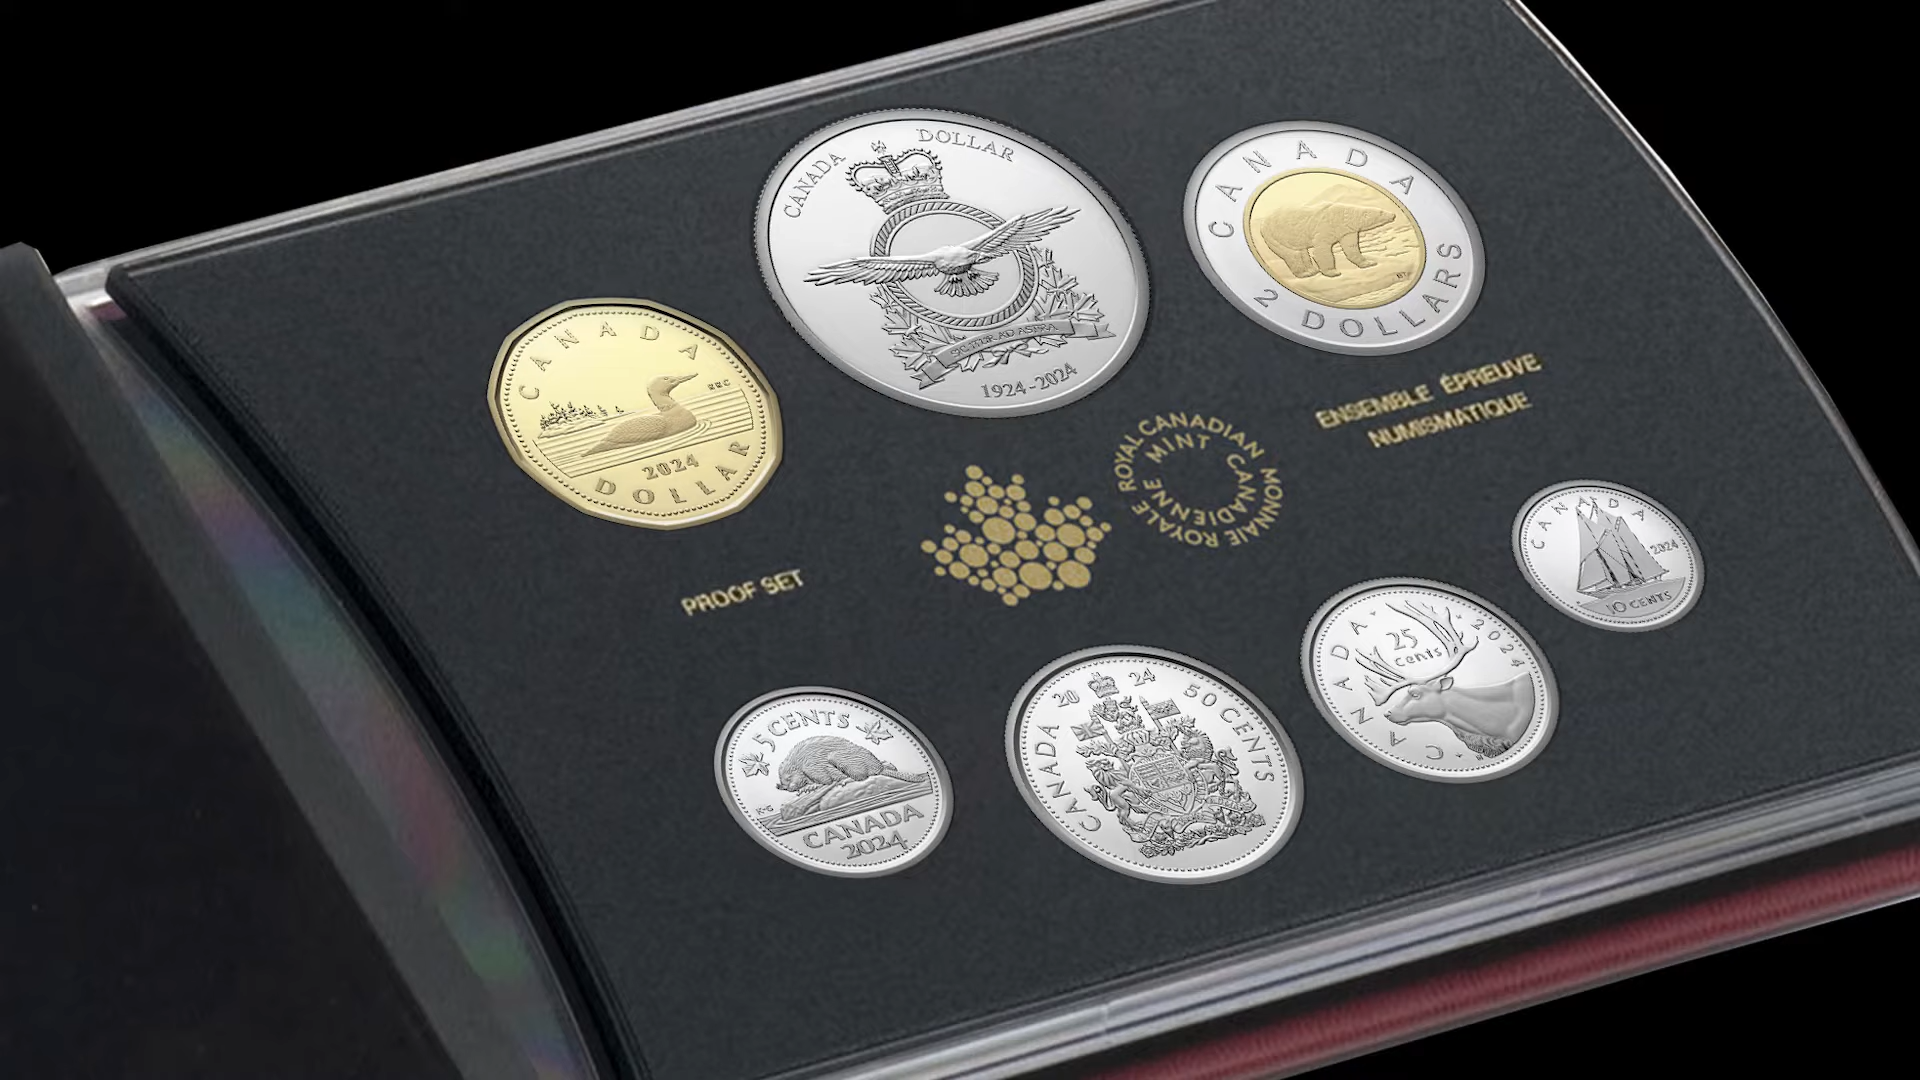 CANADA DOLLAR
SIC ITUR AD ASTRA
1924-2024
CANADA
2 DOLLARS
CANADA
2024
DOLLAR
ENSEMBLE ÉPREUVE
NUMISMATIQUE
ROYAL CANADIAN MINT
MONNAIE ROYALE CANADIENNE
PROOF SET
CANADA
2024
10 CENTS
CANADA 2024
25
cents
CANADA 2024 50 CENTS
5 CENTS
K·G
CANADA
2024